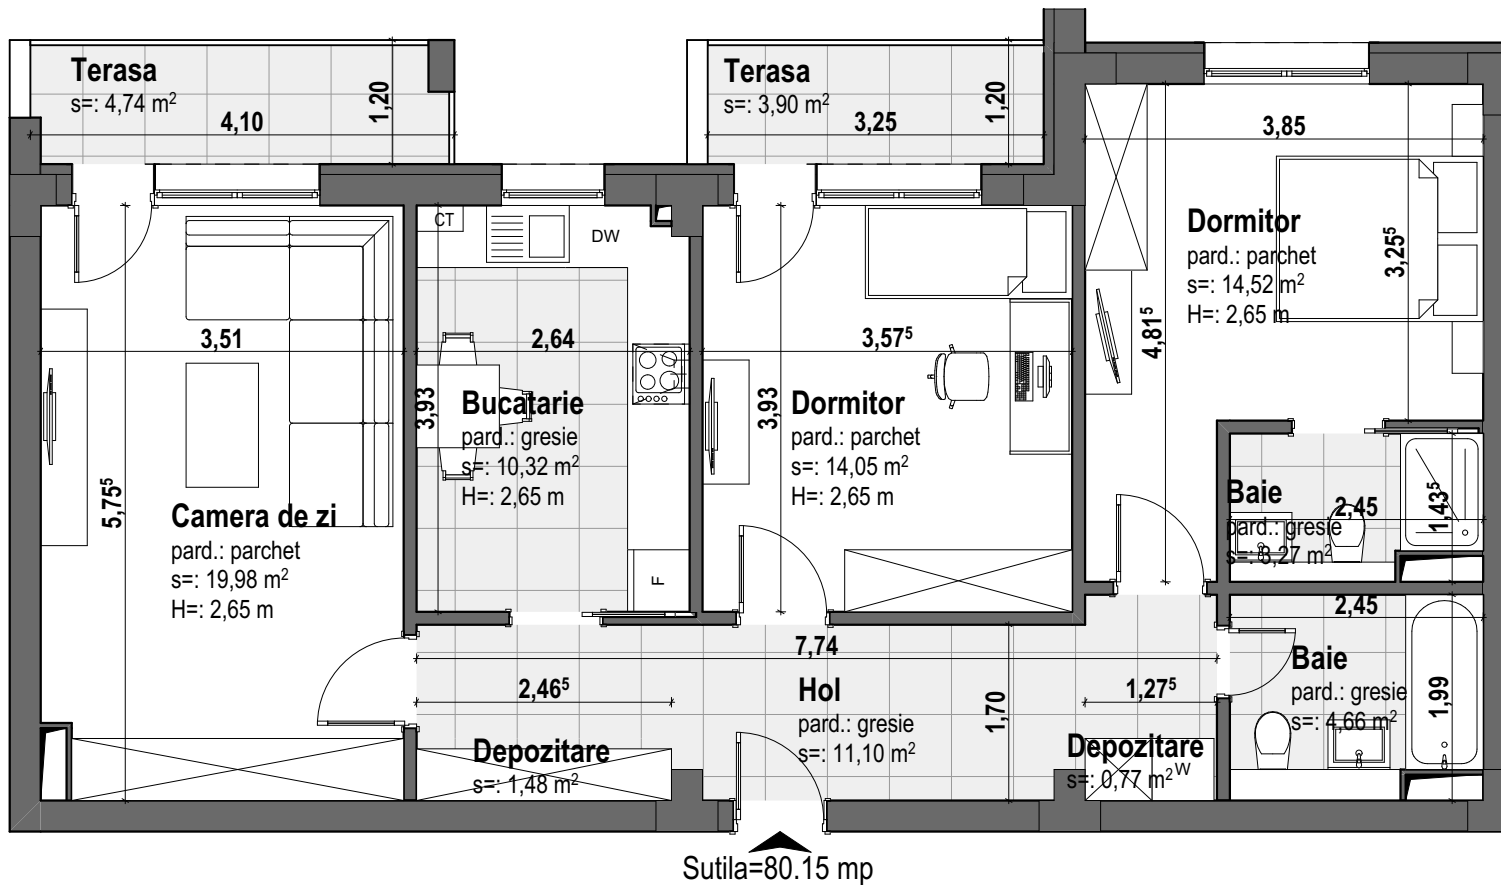 Terasa
s=: 4,74 m²
4,10
1,20
Terasa
s=: 3,90 m²
3,25
1,20
3,85
Dormitor
pard.: parchet
s=: 14,52 m²
H=: 2,65 m
3,25⁵
4,81⁵
CT
DW
3,51
2,64
3,57⁵
5,75⁵
3,93
3,93
Bucatarie
pard.: gresie
s=: 10,32 m²
H=: 2,65 m
Dormitor
pard.: parchet
s=: 14,05 m²
H=: 2,65 m
Camera de zi
pard.: parchet
s=: 19,98 m²
H=: 2,65 m
F
Baie
pard.: gresie
s=: 3,27 m²
2,45
1,43⁵
2,45
Baie
pard.: gresie
s=: 4,66 m²
1,99
7,74
2,46⁵
Hol
pard.: gresie
s=: 11,10 m²
1,70
1,27⁵
Depozitare
s=: 1,48 m²
Depozitare
s=: 0,77 m²
W
Sutila=80.15 mp